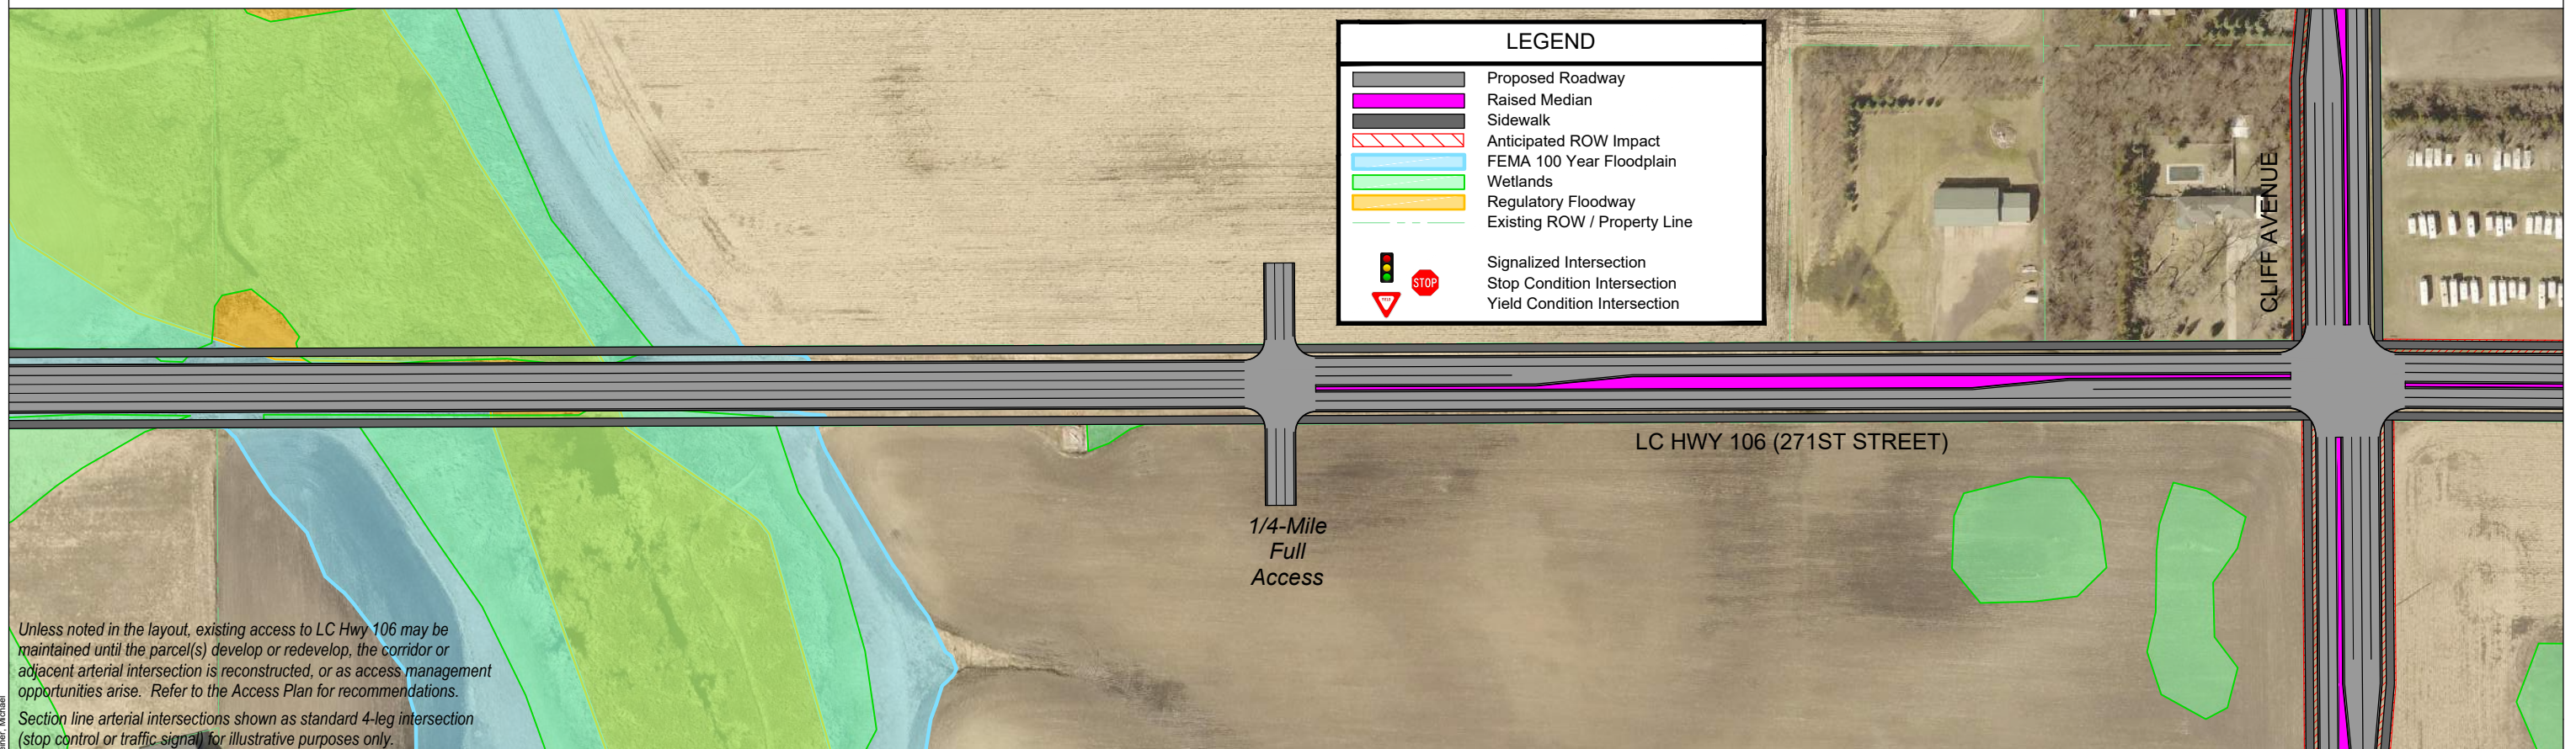 LEGEND
Proposed Roadway
Raised Median
Sidewalk
Anticipated ROW Impact
FEMA 100 Year Floodplain
Wetlands
Regulatory Floodway
Existing ROW / Property Line
Signalized Intersection
STOP
Stop Condition Intersection
YIELD
Yield Condition Intersection
CLIFF AVENUE
LC HWY 106 (271ST STREET)
1/4-Mile
Full
Access
Unless noted in the layout, existing access to LC Hwy 106 may be
maintained until the parcel(s) develop or redevelop, the corridor or
adjacent arterial intersection is reconstructed, or as access management
opportunities arise. Refer to the Access Plan for recommendations.
Section line arterial intersections shown as standard 4-leg intersection
(stop control or traffic signal) for illustrative purposes only.
Michael